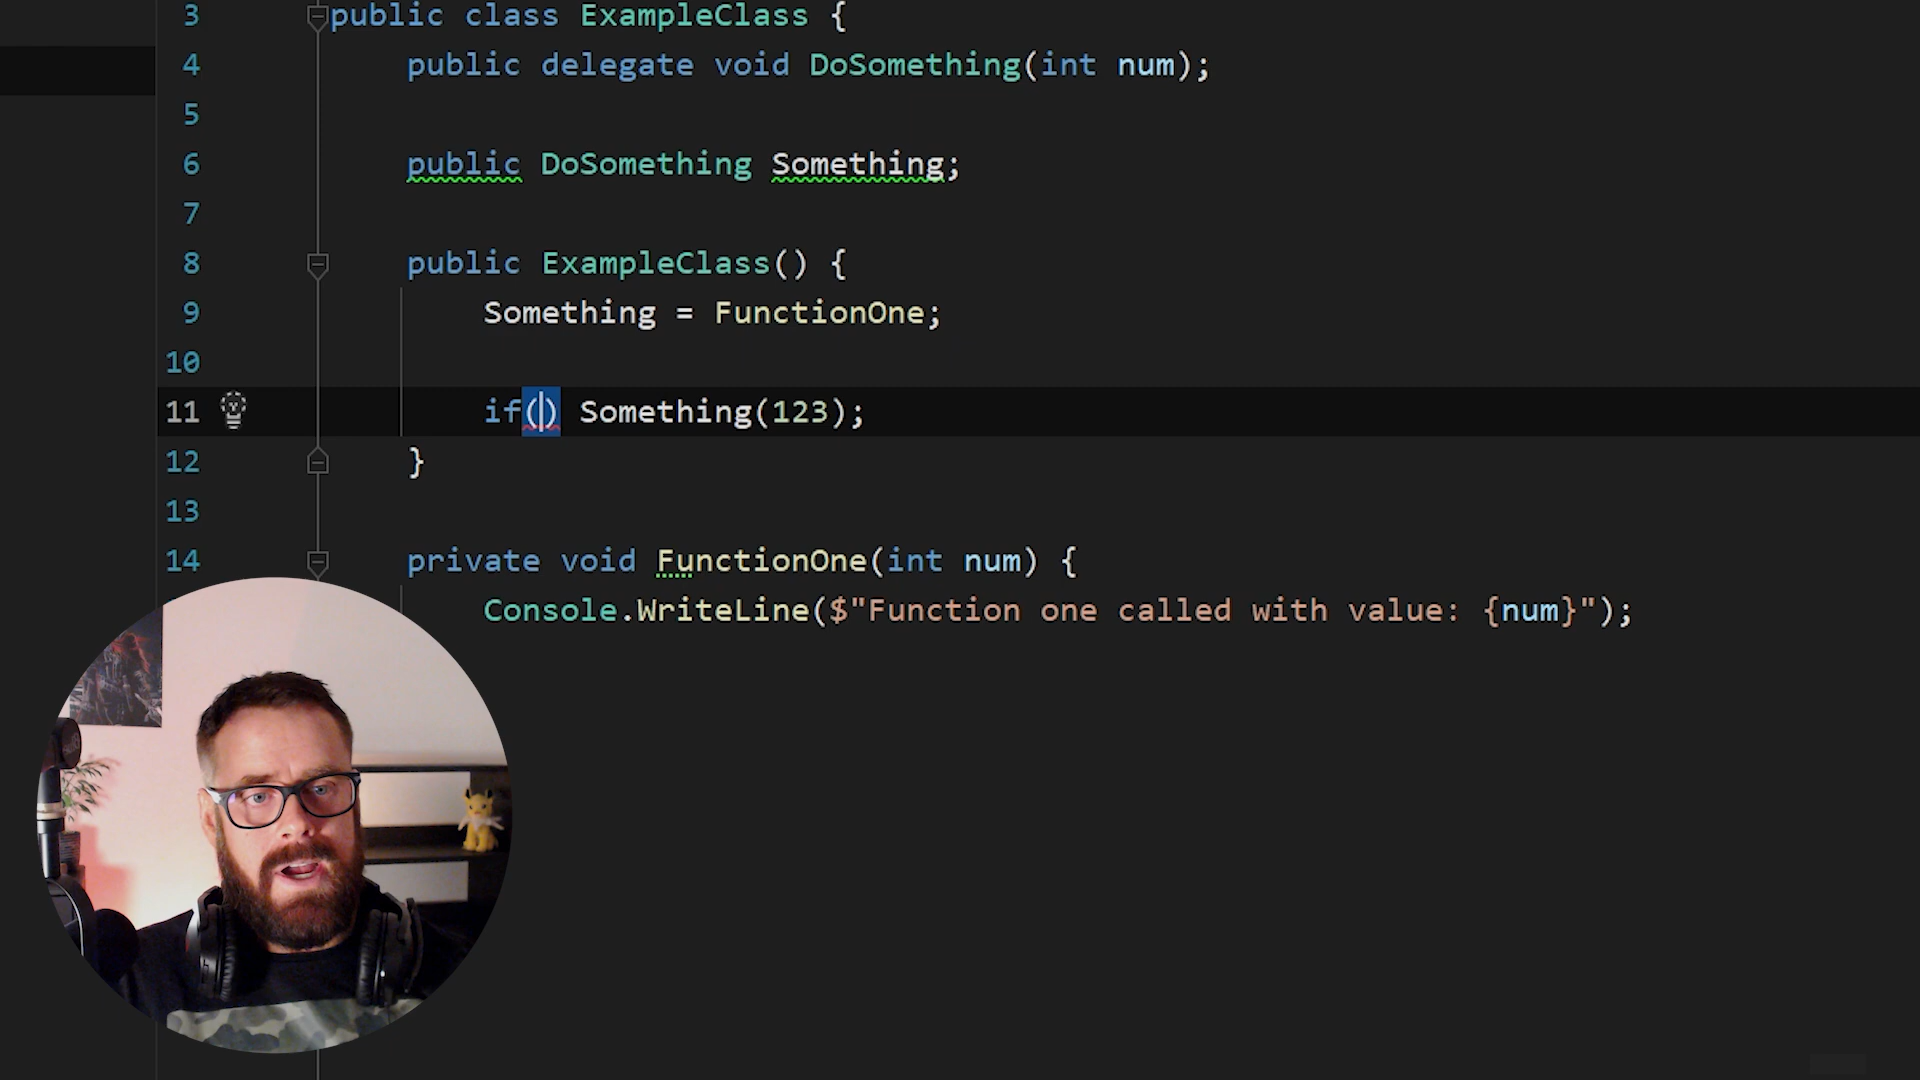 3 public class ExampleClass {
4 public delegate void DoSomething(int num);
5
6 public DoSomething Something;
7
8 public ExampleClass() {
9 Something = FunctionOne;
10
11 if() Something(123);
12 }
13
14 private void FunctionOne(int num) {
Console.WriteLine($"Function one called with value: {num}");